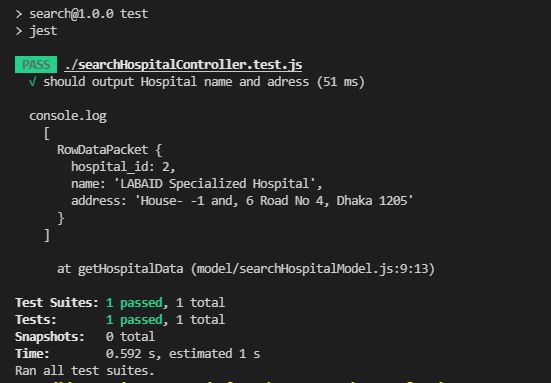 > search@1.0.0 test
> jest
PASS ./searchHospitalController.test.js
√ should output Hospital name and adress (51 ms)
console.log
[
RowDataPacket {
hospital_id: 2,
name: 'LABAID Specialized Hospital',
address: 'House- -1 and, 6 Road No 4, Dhaka 1205'
}
]
at getHospitalData (model/searchHospitalModel.js:9:13)
Test Suites: 1 passed, 1 total
Tests: 1 passed, 1 total
Snapshots: 0 total
Time: 0.592 s, estimated 1 s
Ran all test suites.